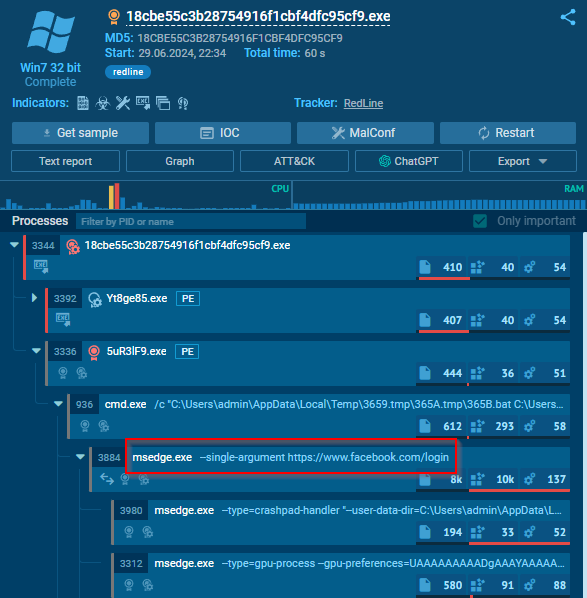 18cbe55c3b28754916f1cbf4dfc95cf9.exe
MD5: 18CBE55C3B28754916F1CBF4DFC95CF9
Start: 29.06.2024, 22:34 Total time: 60 s
Win7 32 bit
Complete
redline
Indicators:
Tracker: RedLine
Get sample IOC MalConf Restart
Text report Graph ATT&CK ChatGPT Export
CPU RAM
Processes Filter by PID or name Only important
3344 18cbe55c3b28754916f1cbf4dfc95cf9.exe
410 40 54
3392 Yt8ge85.exe PE
407 40 54
3336 5uR3lF9.exe PE
444 36 51
936 cmd.exe /c "C:\Users\admin\AppData\Local\Temp\3659.tmp\365A.tmp\365B.bat C:\Users...
612 293 58
3884 msedge.exe --single-argument https://www.facebook.com/login
8k 10k 137
3980 msedge.exe --type=crashpad-handler "--user-data-dir=C:\Users\admin\AppData\L...
194 33 52
3312 msedge.exe --type=gpu-process --gpu-preferences=UAAAAAAAAADgAAAYAAAAA...
580 91 88